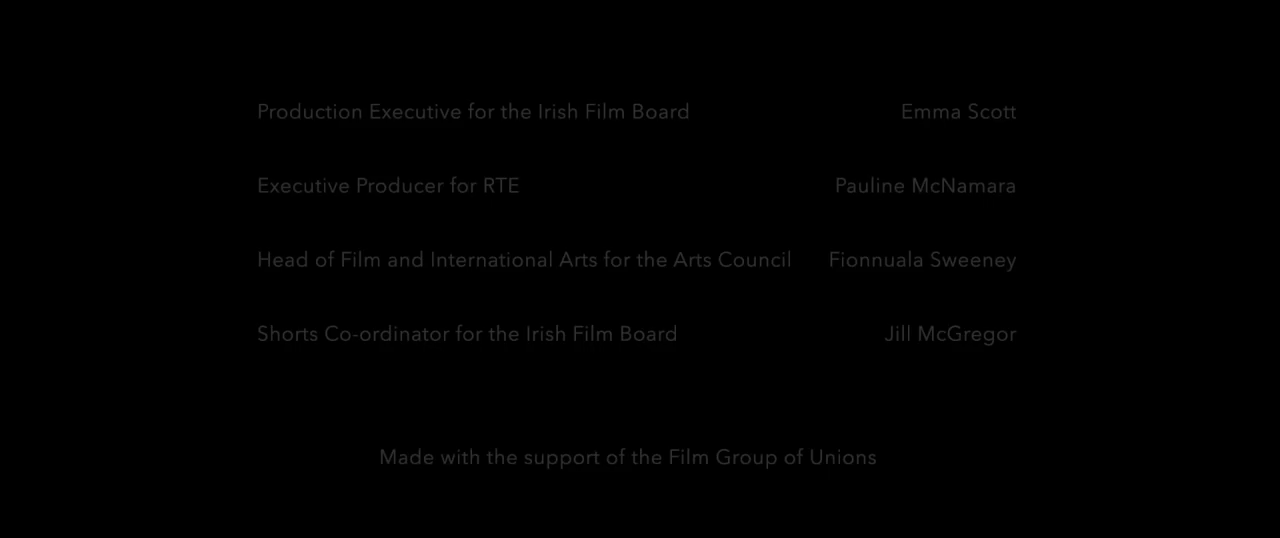 Production Executive for the Irish Film Board Emma Scott
Executive Producer for RTE Pauline McNamara
Head of Film and International Arts for the Arts Council Fionnuala Sweeney
Shorts Co-ordinator for the Irish Film Board Jill McGregor
Made with the support of the Film Group of Unions